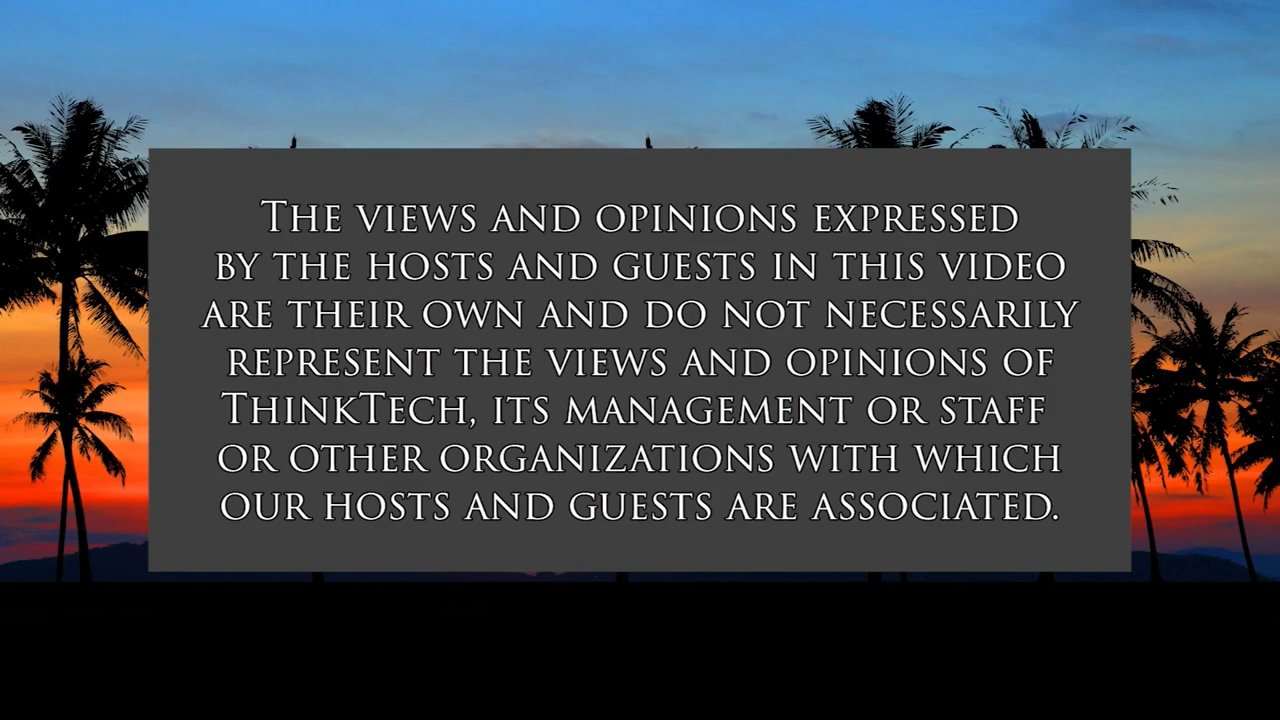 The views and opinions expressed
by the hosts and guests in this video
are their own and do not necessarily
represent the views and opinions of
ThinkTech, its management or staff
or other organizations with which
our hosts and guests are associated.